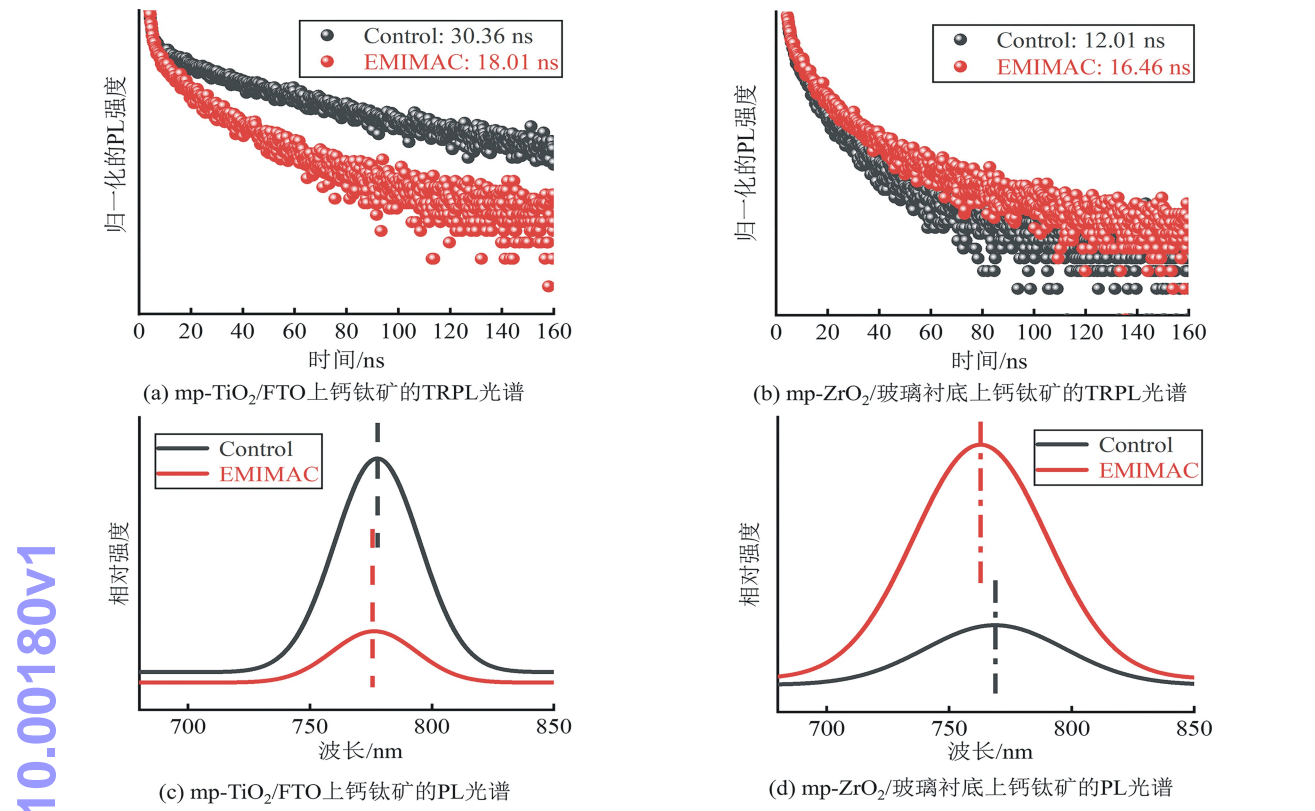 Control: 30.36 ns
EMIMAC: 18.01 ns
归一化的PL强度
0 20 40 60 80 100 120 140 160
时间/ns
(a) mp-TiO2/FTO上钙钛矿的TRPL光谱
Control: 12.01 ns
EMIMAC: 16.46 ns
归一化的PL强度
0 20 40 60 80 100 120 140 160
时间/ns
(b) mp-ZrO2/玻璃衬底上钙钛矿的TRPL光谱
Control
EMIMAC
相对强度
700 750 800 850
波长/nm
(c) mp-TiO2/FTO上钙钛矿的PL光谱
Control
EMIMAC
相对强度
700 750 800 850
波长/nm
(d) mp-ZrO2/玻璃衬底上钙钛矿的PL光谱
10.00180v1